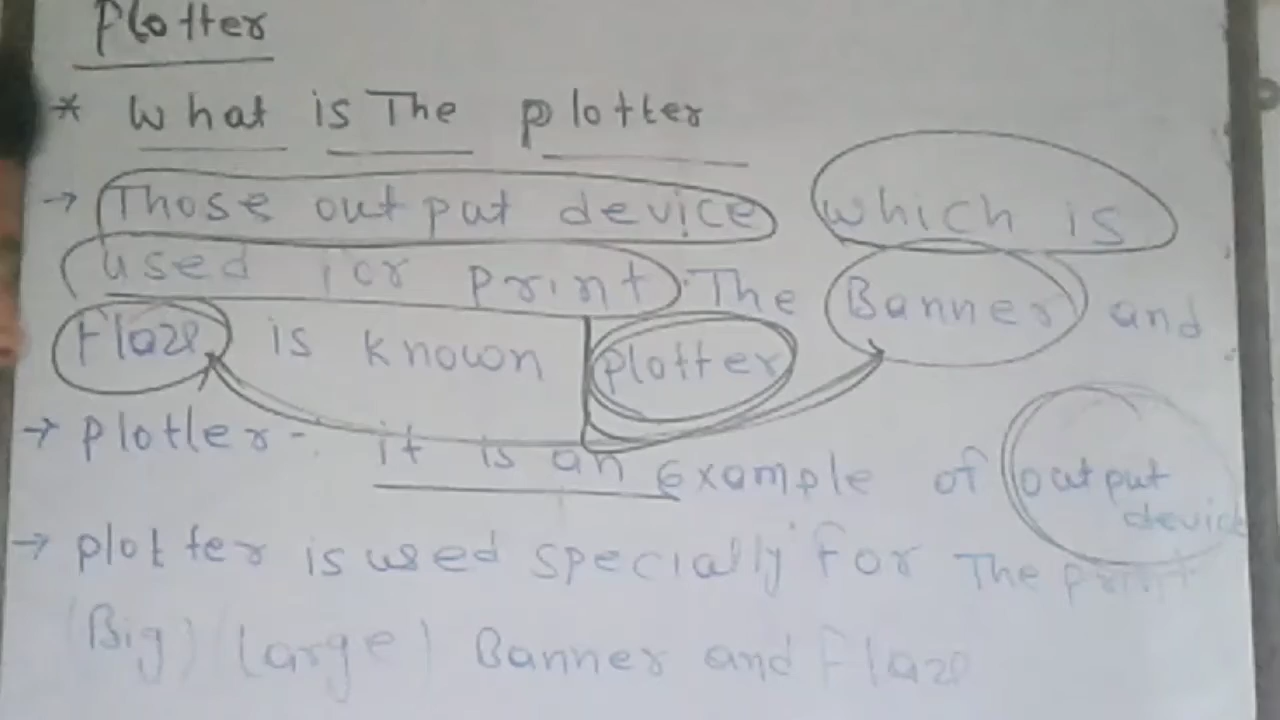 Plotter
* What is The plotter
→ Those output device which is
used for print. The Banner and
Flaze is known plotter
→ plotter - it is an Example of output
device
→ plotter is used specially for The print
(Big) (large) Banner and Flaze